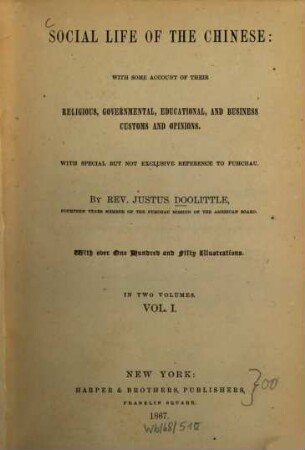 SOCIAL LIFE OF THE CHINESE:
WITH SOME ACCOUNT OF THEIR
RELIGIOUS, GOVERNMENTAL, EDUCATIONAL, AND BUSINESS
CUSTOMS AND OPINIONS.
WITH SPECIAL BUT NOT EXCLUSIVE REFERENCE TO FUHCHAU.
BY REV. JUSTUS DOOLITTLE,
FOURTEEN YEARS MEMBER OF THE FUHCHAU MISSION OF THE AMERICAN BOARD.
With over One Hundred and Fifty Illustrations.
IN TWO VOLUMES.
VOL. I.
NEW YORK:
HARPER & BROTHERS, PUBLISHERS,
FRANKLIN SQUARE.
1867.